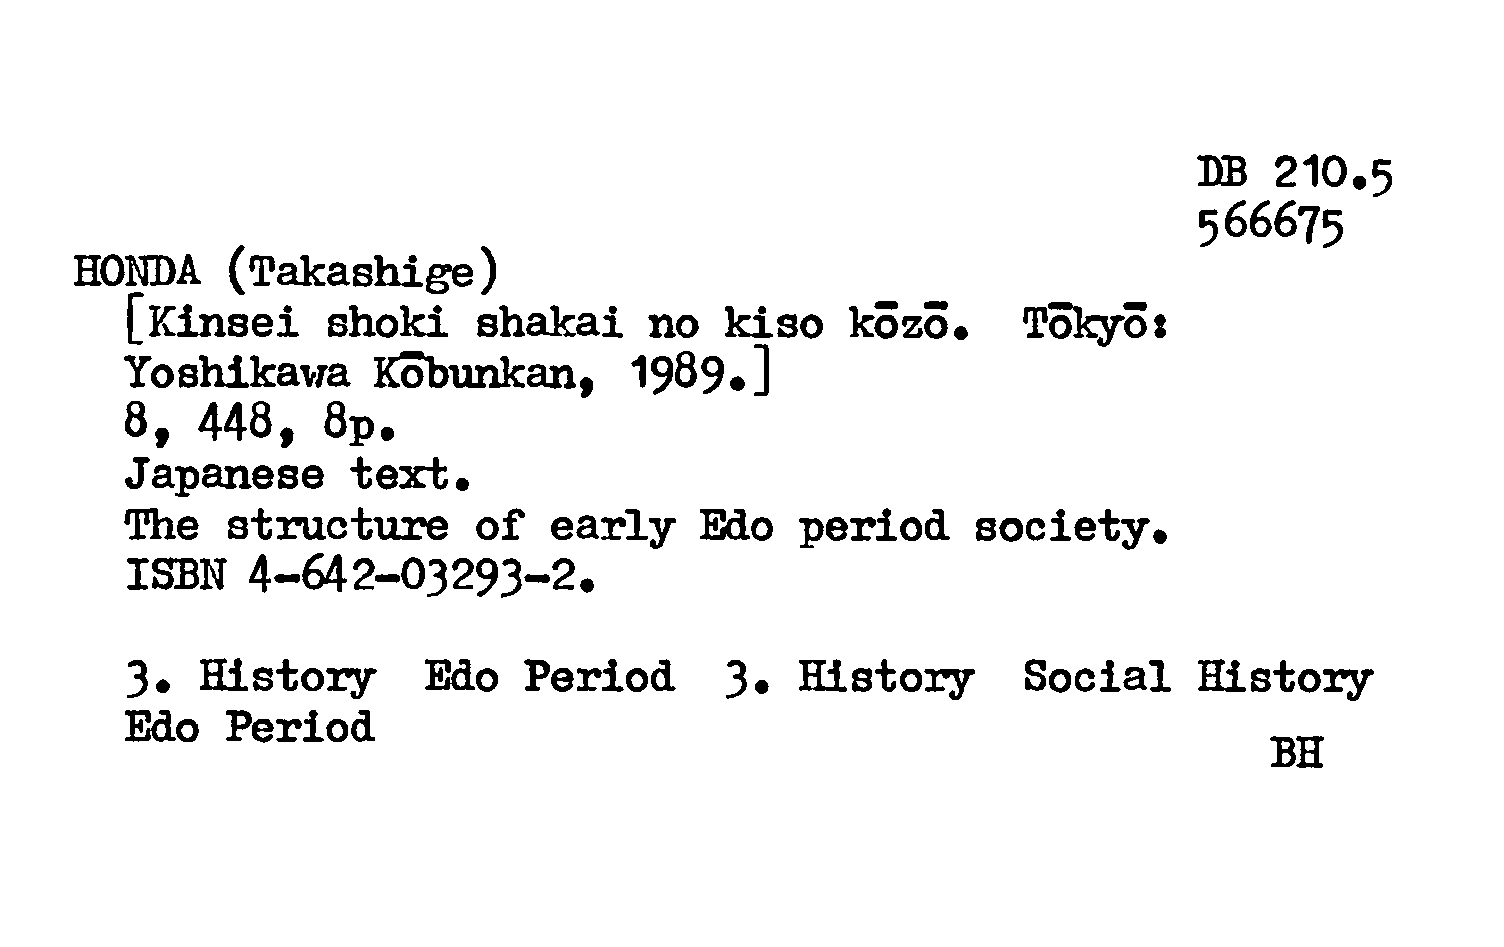 DB 210.5
566675
HONDA (Takashige)
[Kinsei shoki shakai no kiso kōzō. Tōkyō:
Yoshikawa Kōbunkan, 1989.]
8, 448, 8p.
Japanese text.
The structure of early Edo period society.
ISBN 4-642-03293-2.
3. History Edo Period 3. History Social History
Edo Period
BH